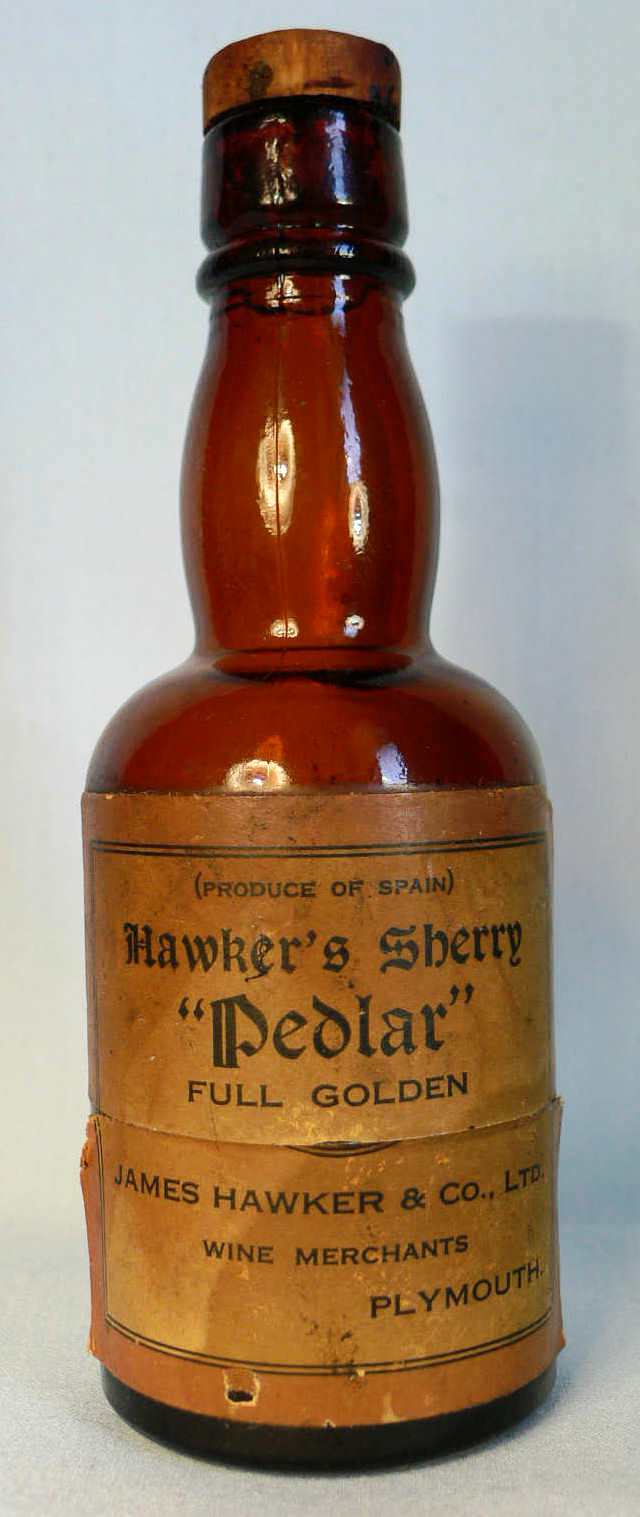 (PRODUCE OF SPAIN)
Hawker's Sherry
"Pedlar"
FULL GOLDEN
JAMES HAWKER & CO., LTD.
WINE MERCHANTS
PLYMOUTH.